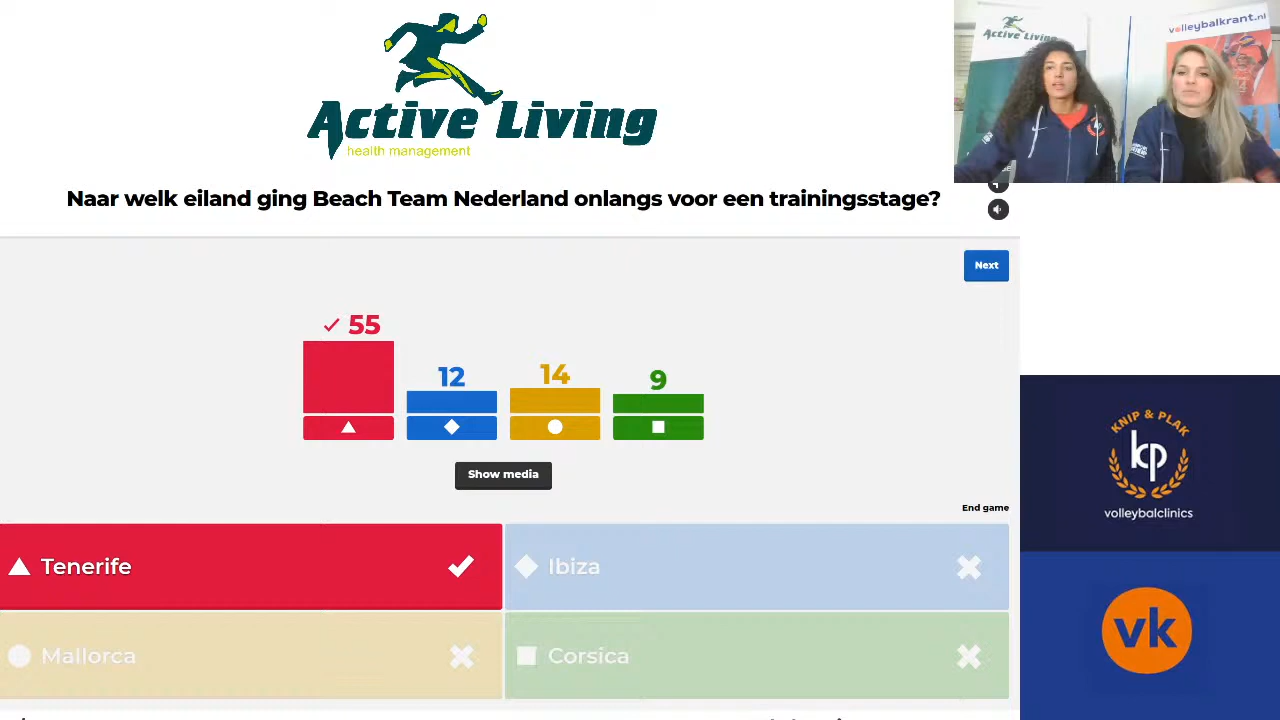 Active Living
health management
Active Living
volleybalkrant.nl
Naar welk eiland ging Beach Team Nederland onlangs voor een trainingsstage?
Next
55
12
14
9
Show media
End game
Tenerife
Ibiza
Mallorca
Corsica
KNIP & PLAK
kp
volleybalclinics
vk